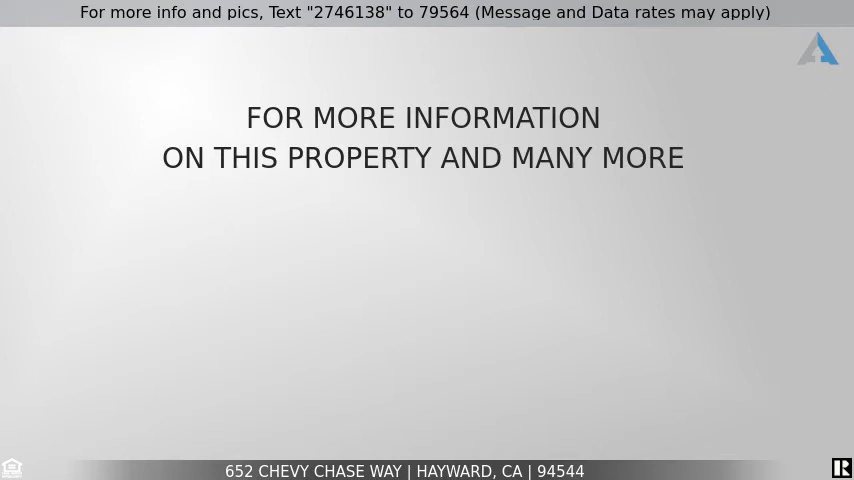 For more info and pics, Text "2746138" to 79564 (Message and Data rates may apply)
FOR MORE INFORMATION
ON THIS PROPERTY AND MANY MORE
652 CHEVY CHASE WAY | HAYWARD, CA | 94544